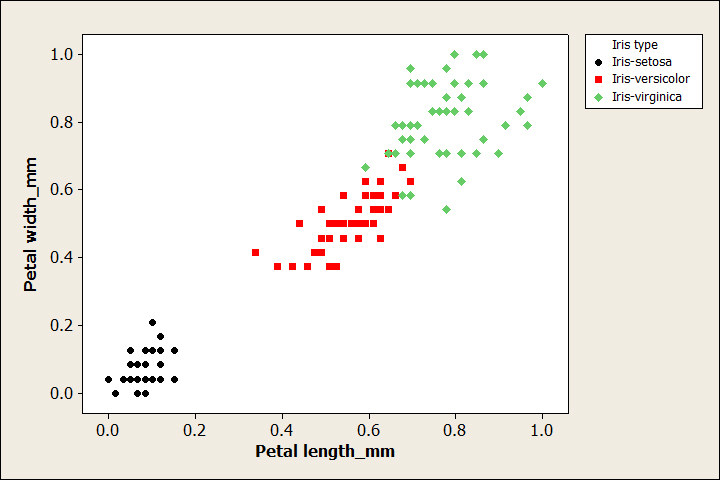 Iris type
Iris-setosa
Iris-versicolor
Iris-virginica
1.0
0.8
0.6
0.4
0.2
0.0
Petal width_mm
0.0 0.2 0.4 0.6 0.8 1.0
Petal length_mm